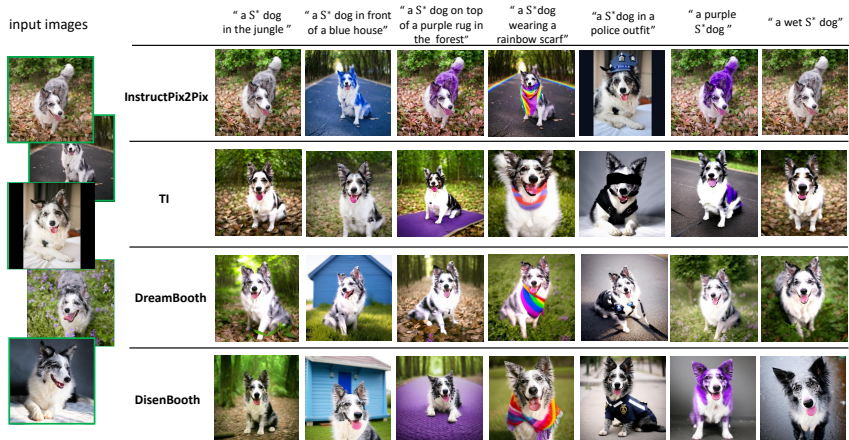 input images
“ a S* dog
in the jungle ”
“ a S* dog in front
of a blue house”
“ a S* dog on top
of a purple rug in
the forest”
“ a S*dog
wearing a
rainbow scarf”
“a S*dog in a
police outfit”
“ a purple
S*dog ”
“ a wet S* dog”
InstructPix2Pix
TI
DreamBooth
DisenBooth